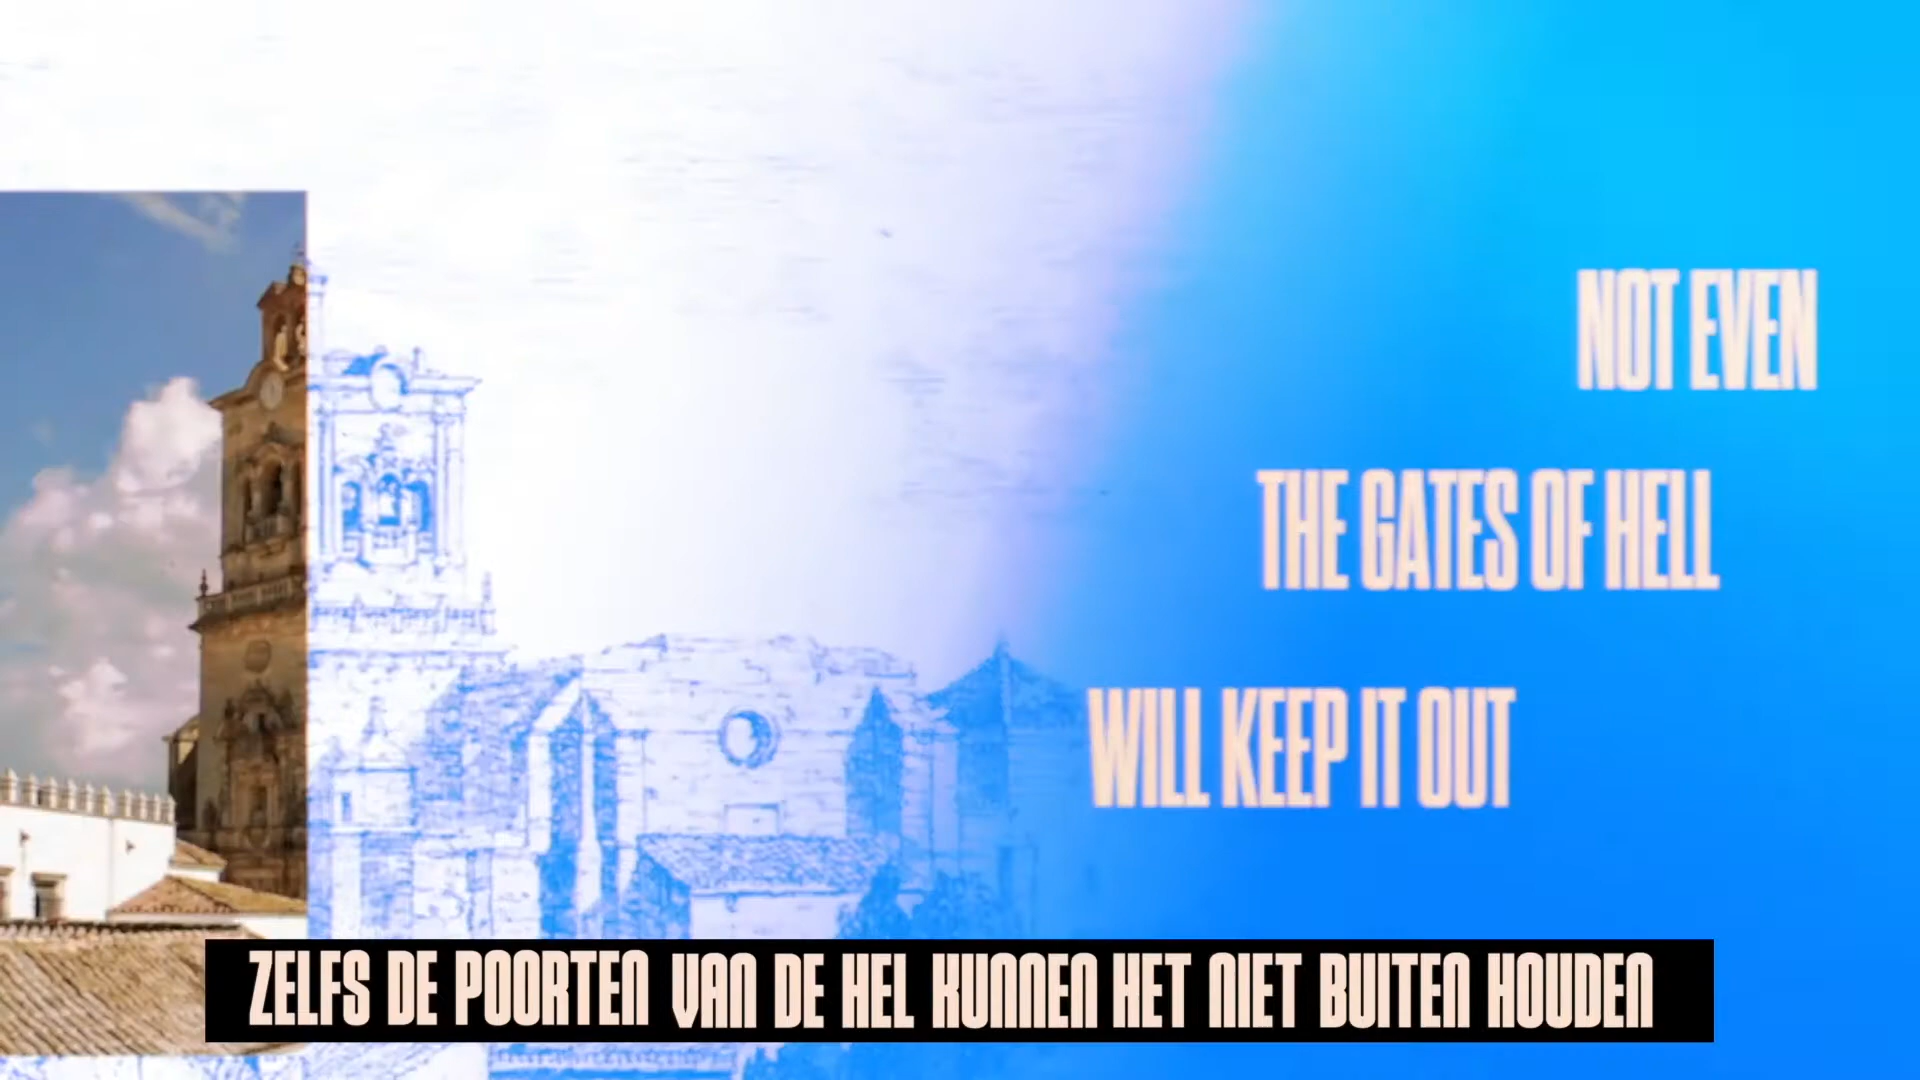 NOT EVEN
THE GATES OF HELL
WILL KEEP IT OUT
ZELFS DE POORTEN VAN DE HEL KUNNEN HET NIET BUITEN HOUDEN